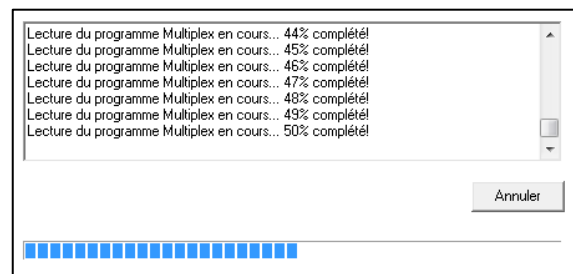 Lecture du programme Multiplex en cours... 44% complété!
Lecture du programme Multiplex en cours... 45% complété!
Lecture du programme Multiplex en cours... 46% complété!
Lecture du programme Multiplex en cours... 47% complété!
Lecture du programme Multiplex en cours... 48% complété!
Lecture du programme Multiplex en cours... 49% complété!
Lecture du programme Multiplex en cours... 50% complété!
Annuler